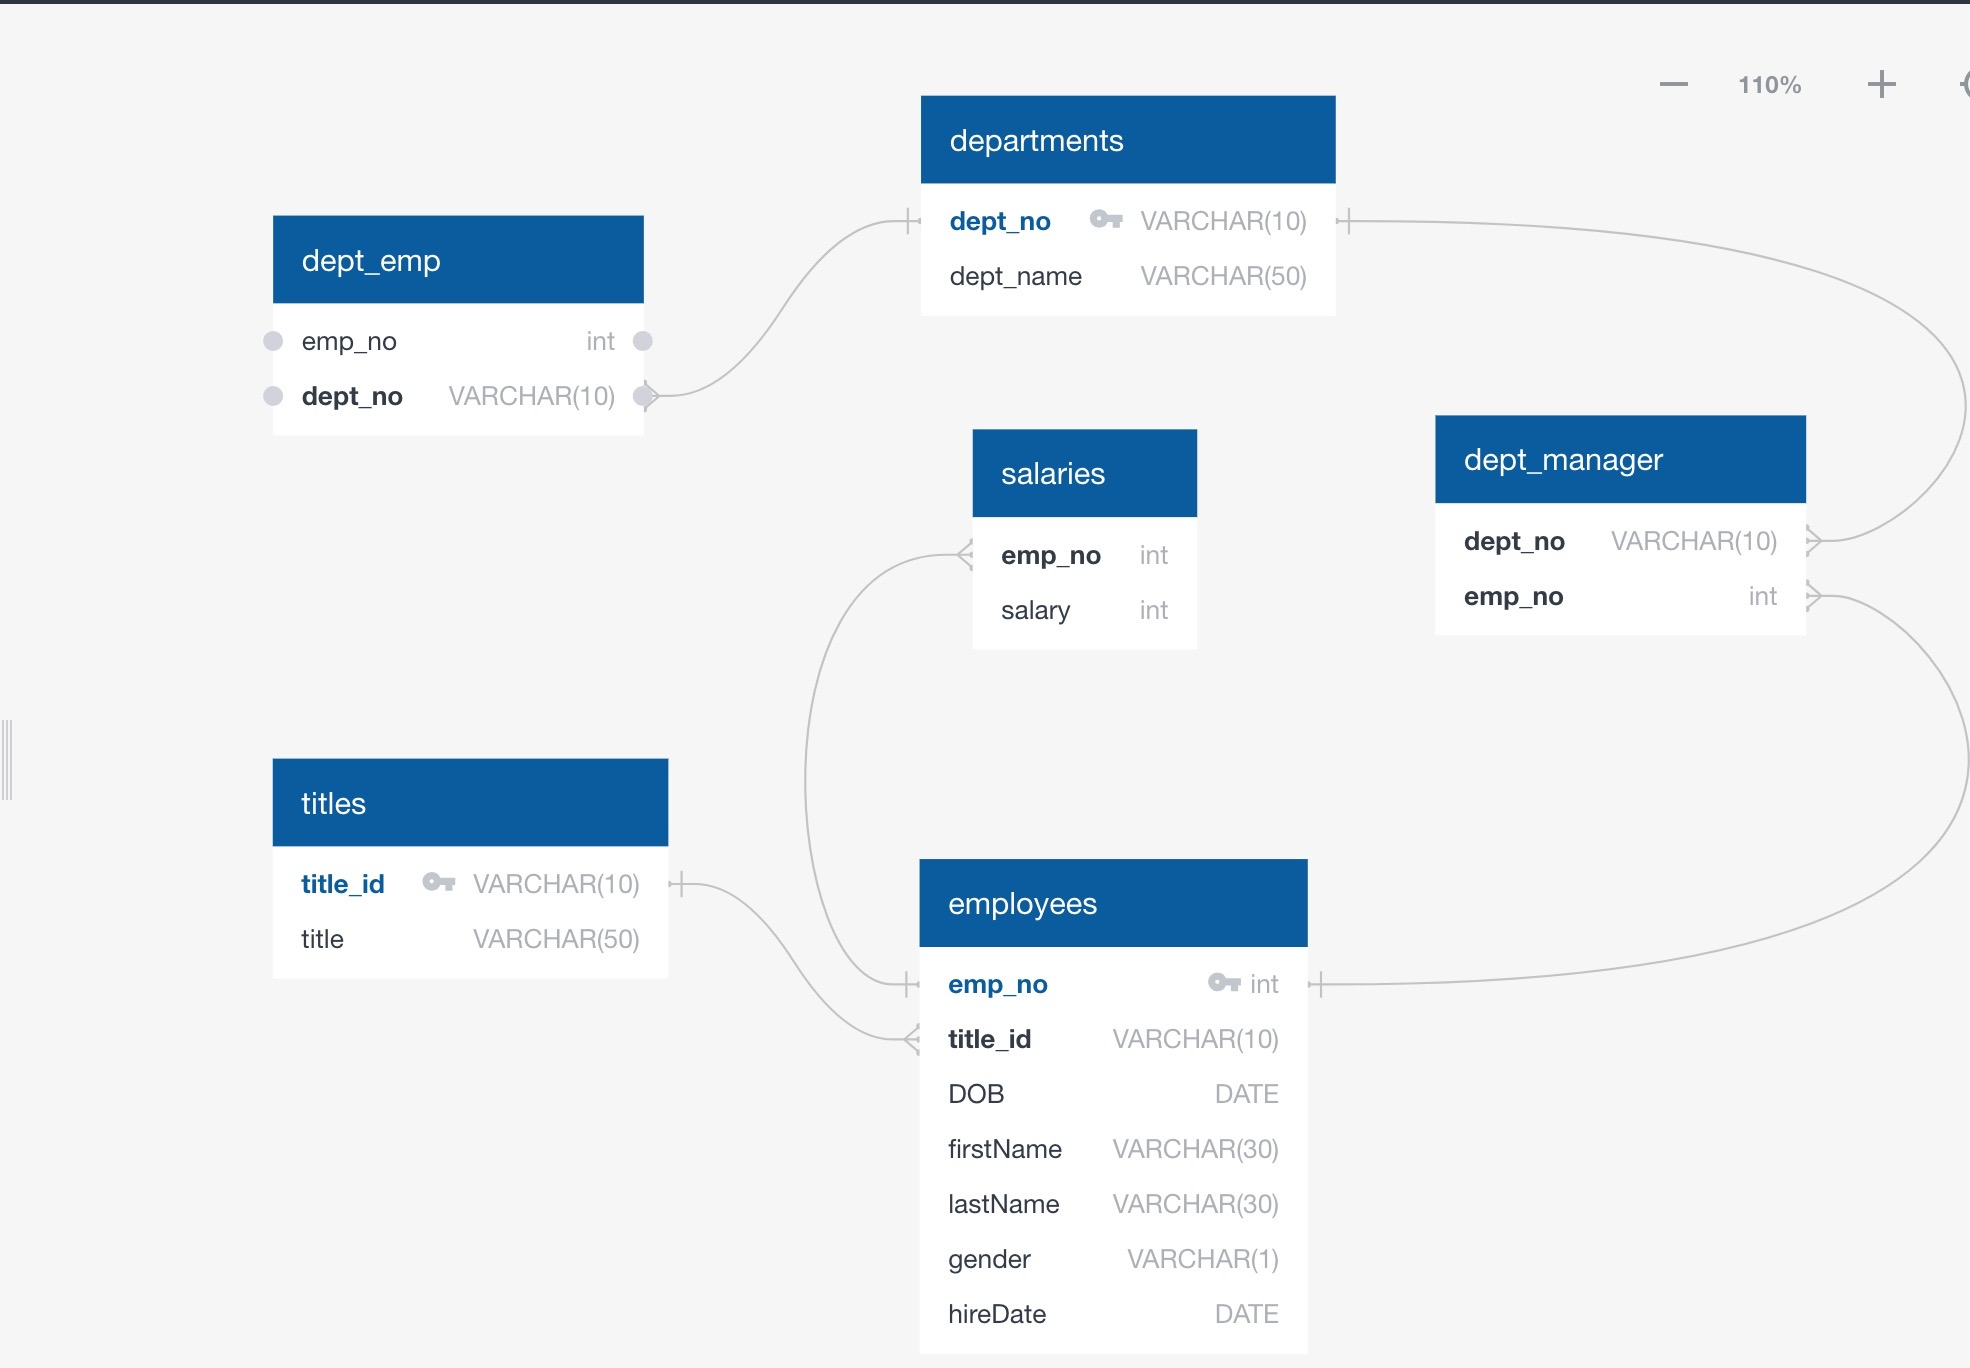 110%
departments
dept_no VARCHAR(10)
dept_name VARCHAR(50)
dept_emp
emp_no int
dept_no VARCHAR(10)
salaries
emp_no int
salary int
dept_manager
dept_no VARCHAR(10)
emp_no int
titles
title_id VARCHAR(10)
title VARCHAR(50)
employees
emp_no int
title_id VARCHAR(10)
DOB DATE
firstName VARCHAR(30)
lastName VARCHAR(30)
gender VARCHAR(1)
hireDate DATE